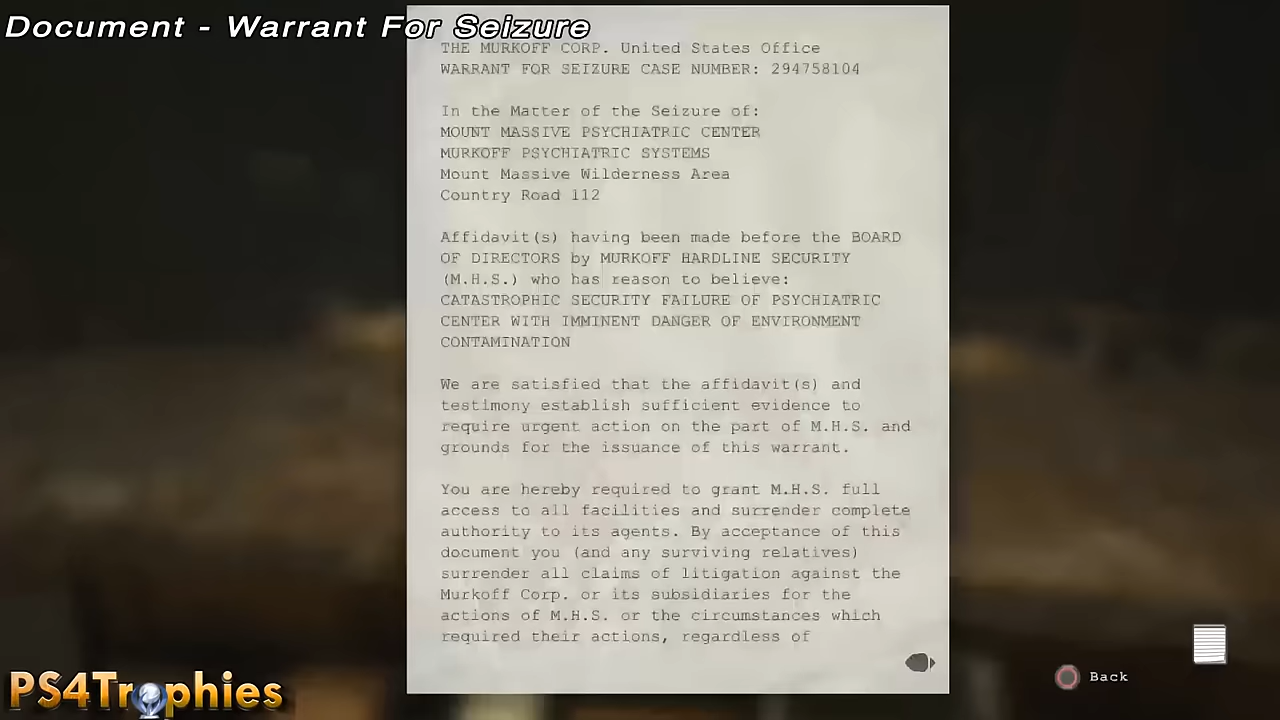 Document - Warrant For Seizure
THE MURKOFF CORP. United States Office
WARRANT FOR SEIZURE CASE NUMBER: 294758104
In the Matter of the Seizure of:
MOUNT MASSIVE PSYCHIATRIC CENTER
MURKOFF PSYCHIATRIC SYSTEMS
Mount Massive Wilderness Area
Country Road 112
Affidavit(s) having been made before the BOARD
OF DIRECTORS by MURKOFF HARDLINE SECURITY
(M.H.S.) who has reason to believe:
CATASTROPHIC SECURITY FAILURE OF PSYCHIATRIC
CENTER WITH IMMINENT DANGER OF ENVIRONMENT
CONTAMINATION
We are satisfied that the affidavit(s) and
testimony establish sufficient evidence to
require urgent action on the part of M.H.S. and
grounds for the issuance of this warrant.
You are hereby required to grant M.H.S. full
access to all facilities and surrender complete
authority to its agents. By acceptance of this
document you (and any surviving relatives)
surrender all claims of litigation against the
Murkoff Corp. or its subsidiaries for the
actions of M.H.S. or the circumstances which
required their actions, regardless of
Back
PS4Trophies